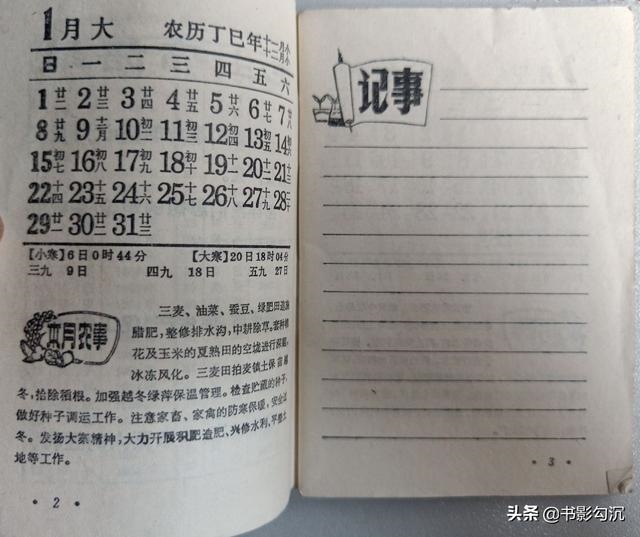 1月大 农历丁巳年
日 一 二 三 四 五 六
1廿二 2廿三 3廿四 4廿五 5廿六 6廿七 7廿八
8廿九 9十二月 10初二 11初三 12初四 13初五 14初六
15初七 16初八 17初九 18初十 19十一 20十二 21十三
22十四 23十五 24十六 25十七 26十八 27十九 28二十
29廿一 30廿二 31廿三
【小寒】6日0时44分 【大寒】20日18时04分
三九 9日 四九 18日 五九 27日
本月农事
三麦、油菜、蚕豆、绿肥田追施
腊肥，整修排水沟，中耕除草。套种棉
花及玉米的夏熟田的空垅进行深翻，
冰冻风化。三麦田拍麦镇土保苗越
冬，拾除稻根。加强越冬绿萍保温管理。检查贮藏的种子，
做好种子调运工作。注意家畜、家禽的防寒保暖，安全过
冬。发扬大寨精神，大力开展积肥造肥、兴修水利、平整土
地等工作。
·2·
记事
·3·
头条 @书影勾沉